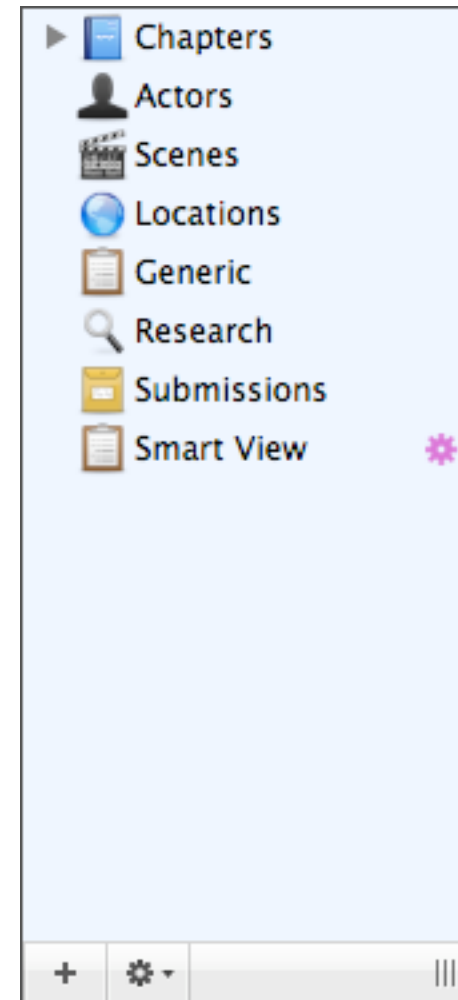 Chapters
Actors
Scenes
Locations
Generic
Research
Submissions
Smart View